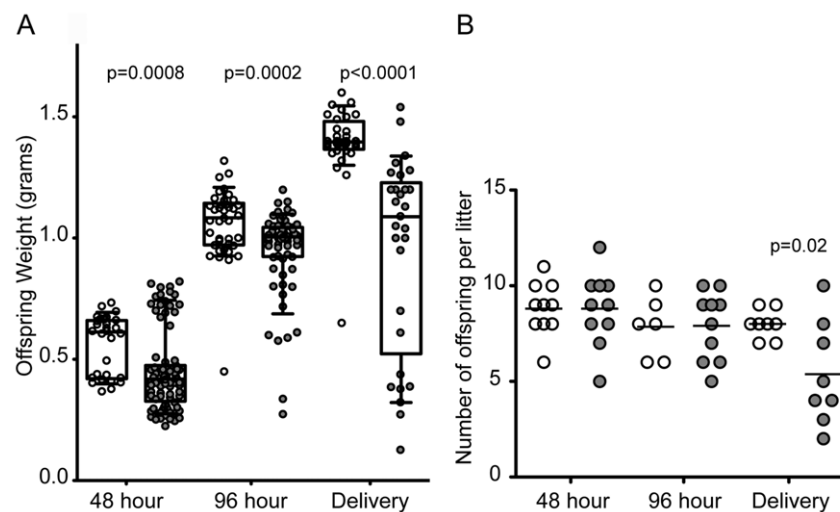 A
B
p=0.0008
p=0.0002
p<0.0001
1.5
1.0
0.5
0.0
Offspring Weight (grams)
48 hour
96 hour
Delivery
15
10
5
0
Number of offspring per litter
p=0.02
48 hour
96 hour
Delivery